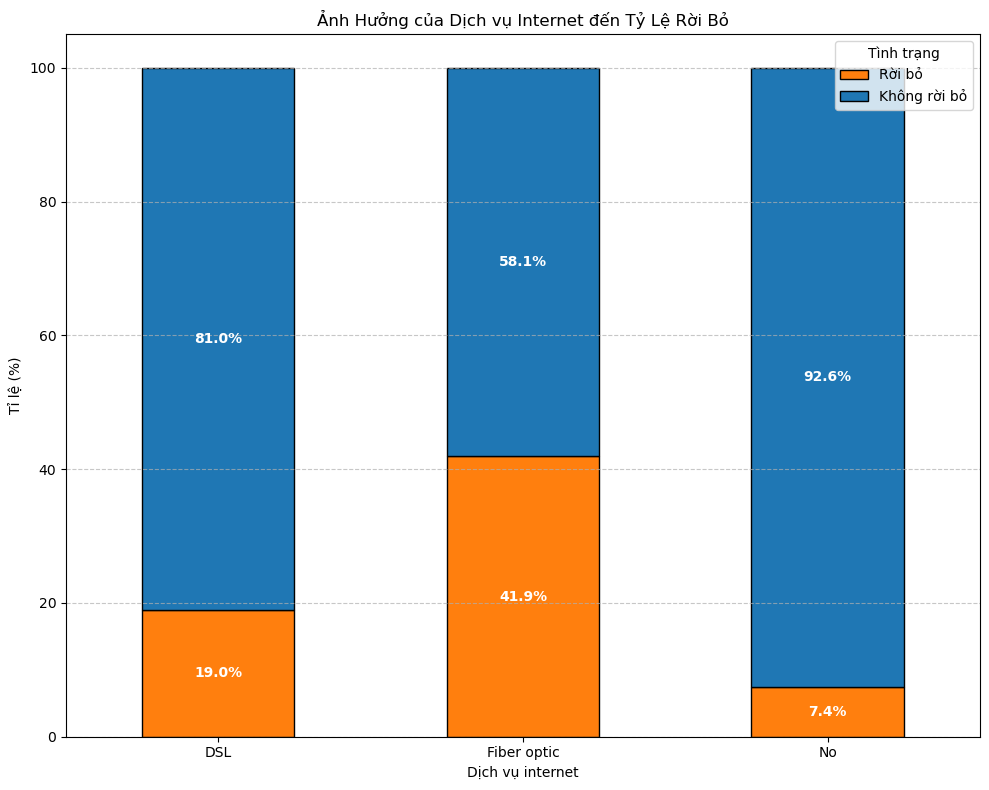 Ảnh Hưởng của Dịch vụ Internet đến Tỷ Lệ Rời Bỏ
Tình trạng
Rời bỏ
Không rời bỏ
100
80
60
40
20
0
Tỉ lệ (%)
58.1%
81.0%
92.6%
41.9%
19.0%
7.4%
DSL
Fiber optic
No
Dịch vụ internet